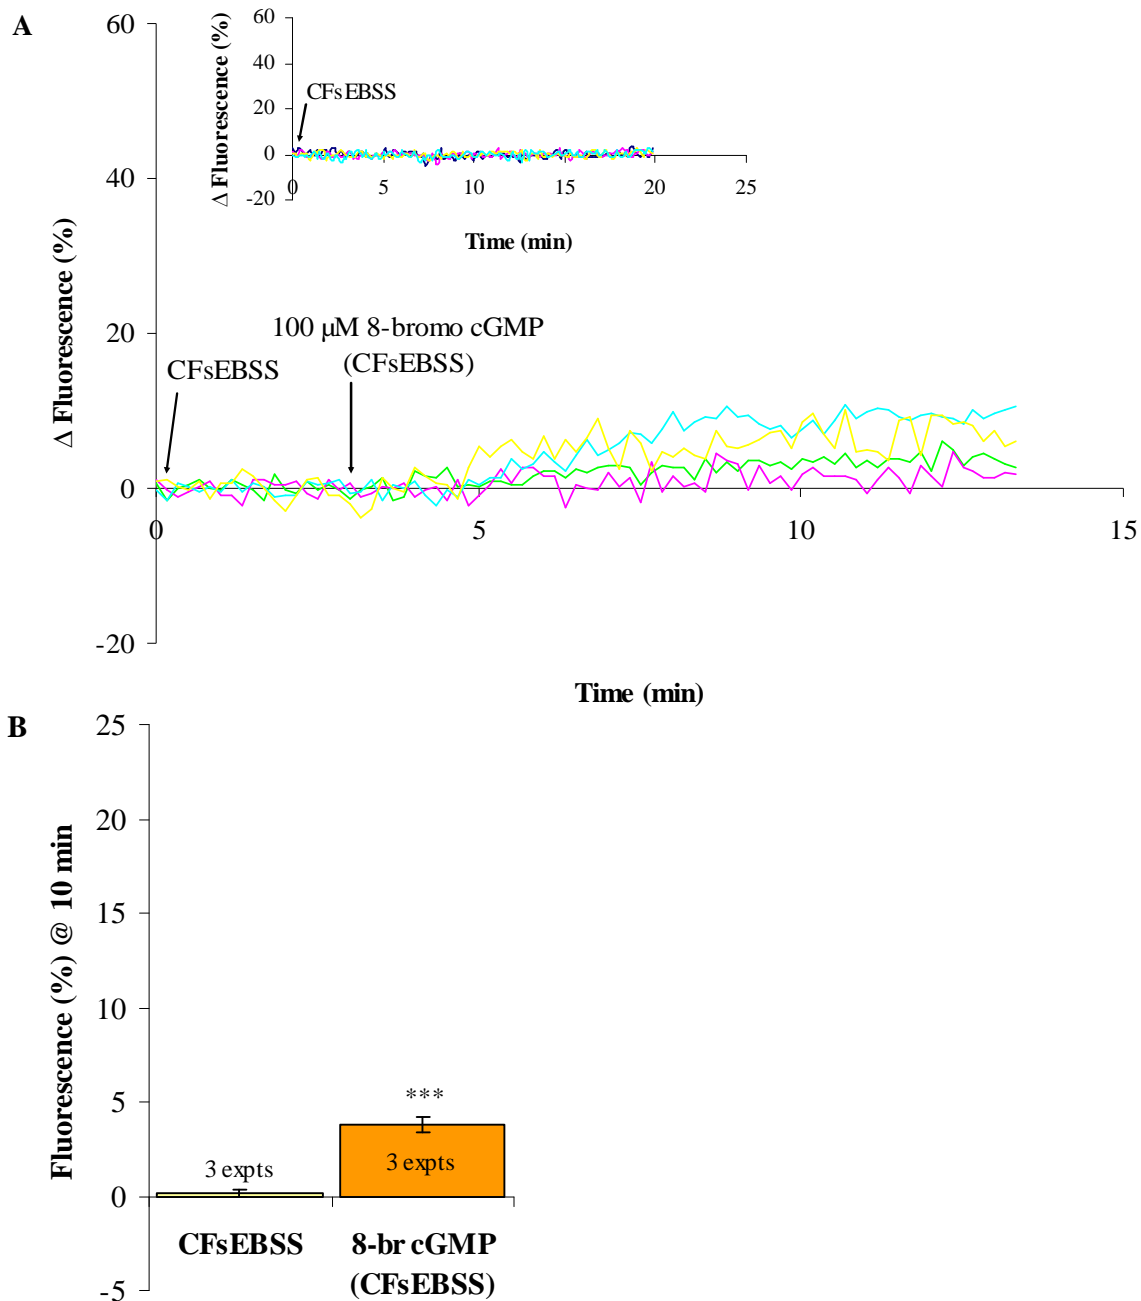 A
60
40
20
0
-20
Δ Fluorescence (%)
0
5
10
15
Time (min)
CFsEBSS
100 µM 8-bromo cGMP
(CFsEBSS)
60
40
20
0
-20
Δ Fluorescence (%)
CFsEBSS
0
5
10
15
20
25
Time (min)
B
25
20
15
10
5
0
-5
Fluorescence (%) @ 10 min
3 expts
***
3 expts
CFsEBSS
8-br cGMP
(CFsEBSS)